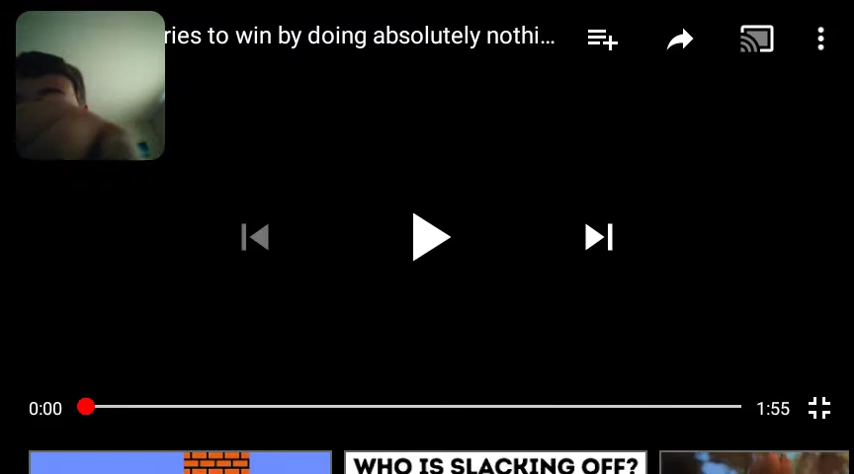 ries to win by doing absolutely nothi...
0:00
1:55
WHO IS SLACKING OFF?